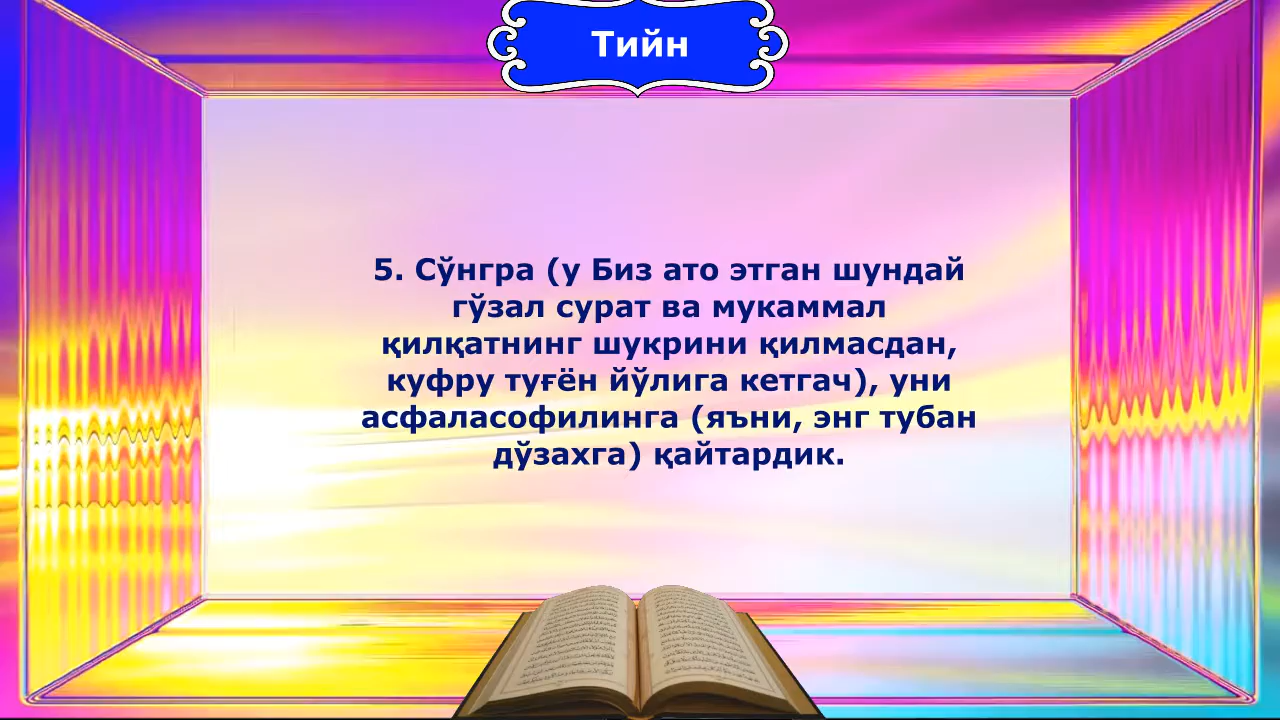 Тийн
5. Сўнгра (у Биз ато этган шундай
гўзал сурат ва мукаммал
қилқатнинг шукрини қилмасдан,
куфру туғён йўлига кетгач), уни
асфаласофилинга (яъни, энг тубан
дўзахга) қайтардик.